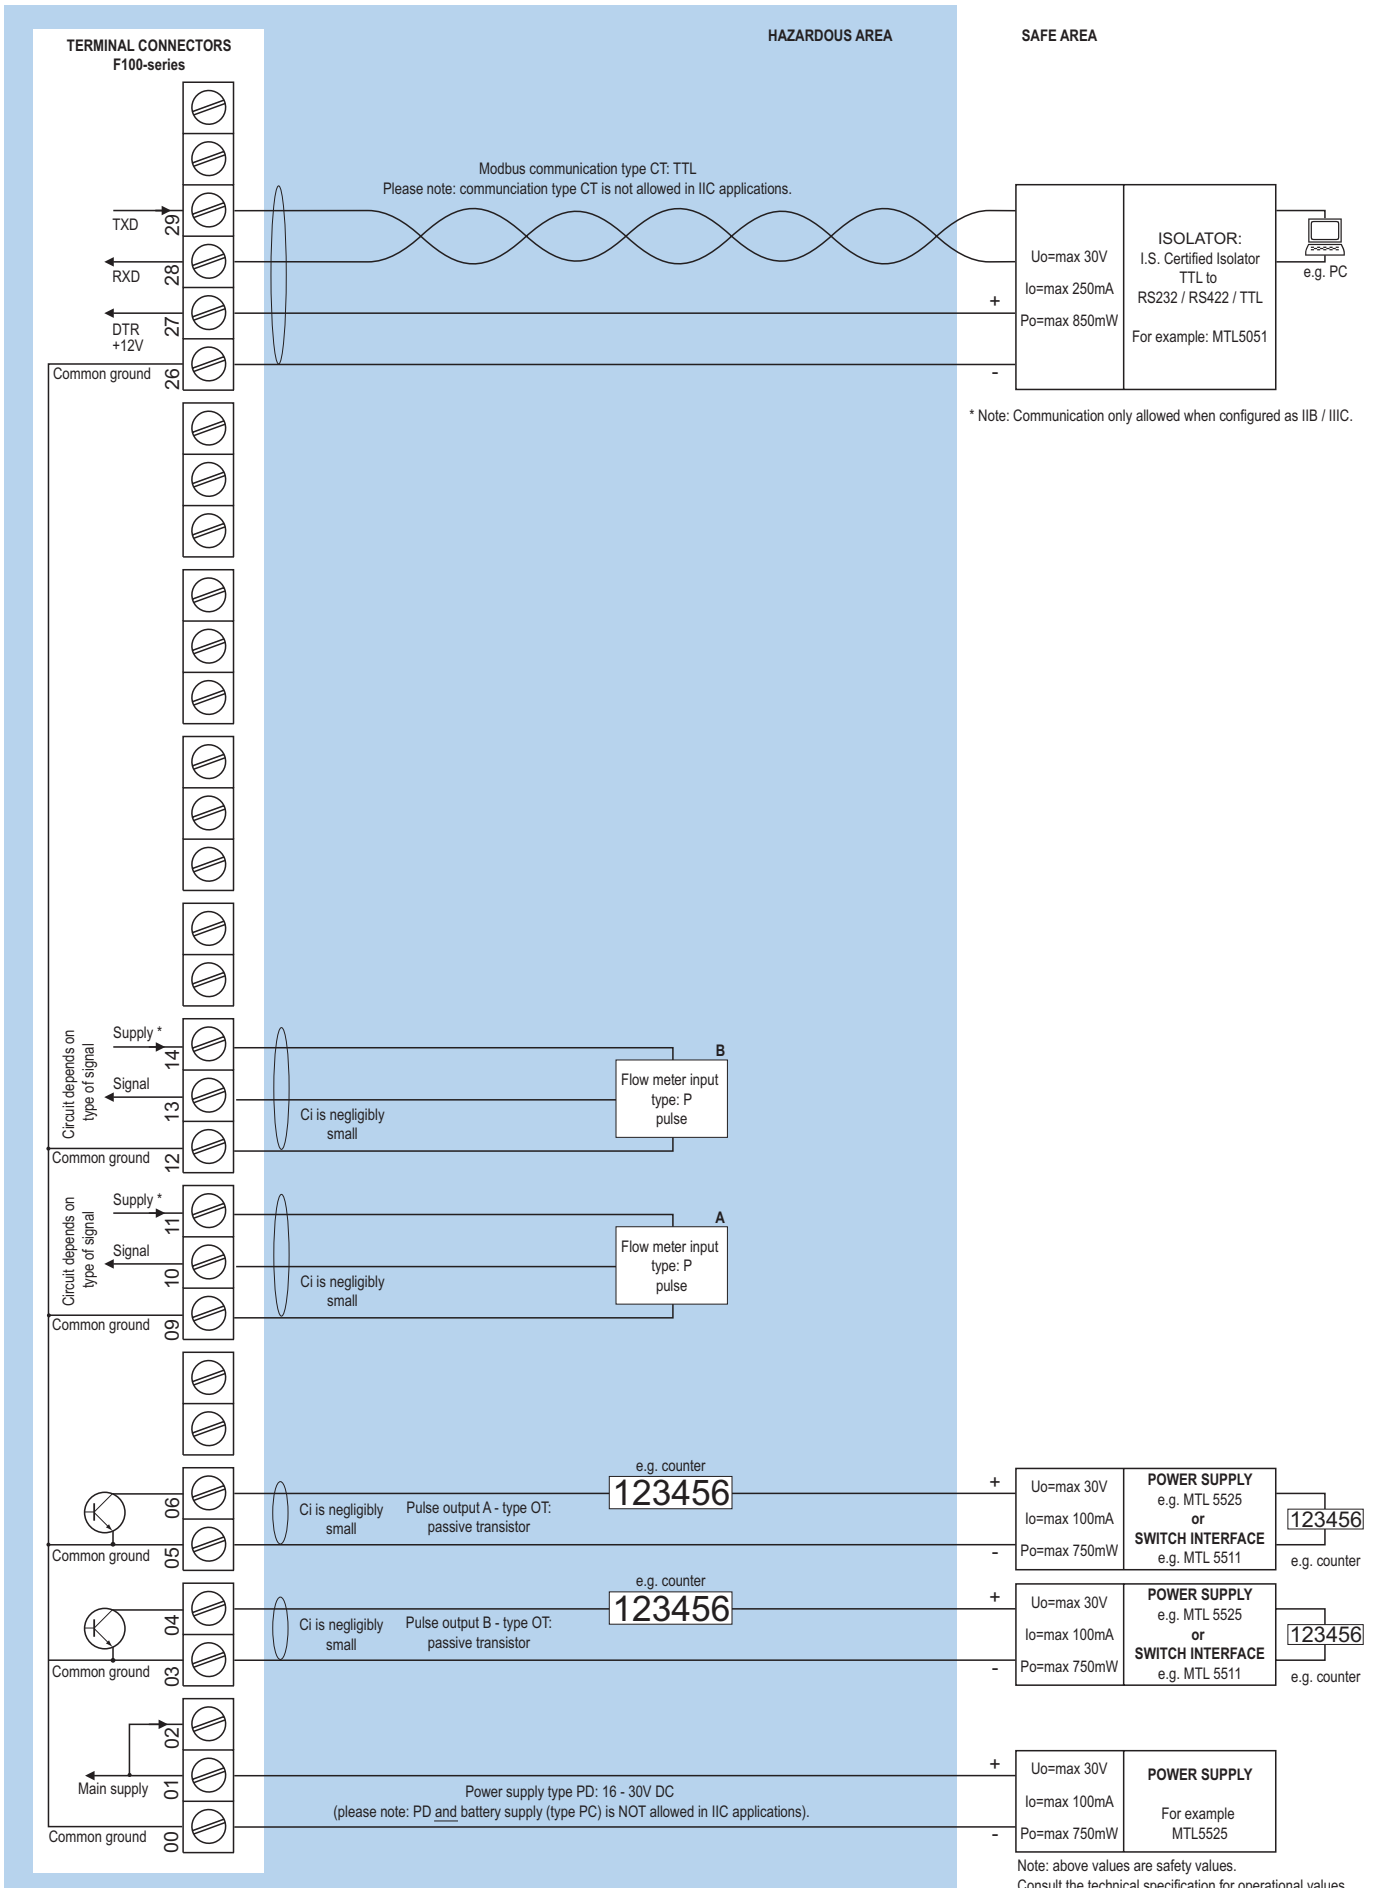 HAZARDOUS AREA
SAFE AREA
TERMINAL CONNECTORS
F100-series
Modbus communication type CT: TTL
Please note: communciation type CT is not allowed in IIC applications.
TXD
29
RXD
28
DTR
+12V
27
Common ground
26
+
-
Uo=max 30V
Io=max 250mA
Po=max 850mW
ISOLATOR:
I.S. Certified Isolator
TTL to
RS232 / RS422 / TTL
For example: MTL5051
e.g. PC
* Note: Communication only allowed when configured as IIB / IIIC.
Circuit depends on
type of signal
Supply *
14
Signal
13
Common ground
12
Ci is negligibly
small
B
Flow meter input
type: P
pulse
Circuit depends on
type of signal
Supply *
11
Signal
10
Common ground
09
Ci is negligibly
small
A
Flow meter input
type: P
pulse
06
Common ground
05
Ci is negligibly
small
Pulse output A - type OT:
passive transistor
e.g. counter
123456
+
-
Uo=max 30V
Io=max 100mA
Po=max 750mW
POWER SUPPLY
e.g. MTL 5525
or
SWITCH INTERFACE
e.g. MTL 5511
123456
e.g. counter
04
Common ground
03
Ci is negligibly
small
Pulse output B - type OT:
passive transistor
e.g. counter
123456
+
-
Uo=max 30V
Io=max 100mA
Po=max 750mW
POWER SUPPLY
e.g. MTL 5525
or
SWITCH INTERFACE
e.g. MTL 5511
123456
e.g. counter
02
Main supply
01
Common ground
00
Power supply type PD: 16 - 30V DC
(please note: PD and battery supply (type PC) is NOT allowed in IIC applications).
+
-
Uo=max 30V
Io=max 100mA
Po=max 750mW
POWER SUPPLY
For example
MTL5525
Note: above values are safety values.
Consult the technical specification for operational values